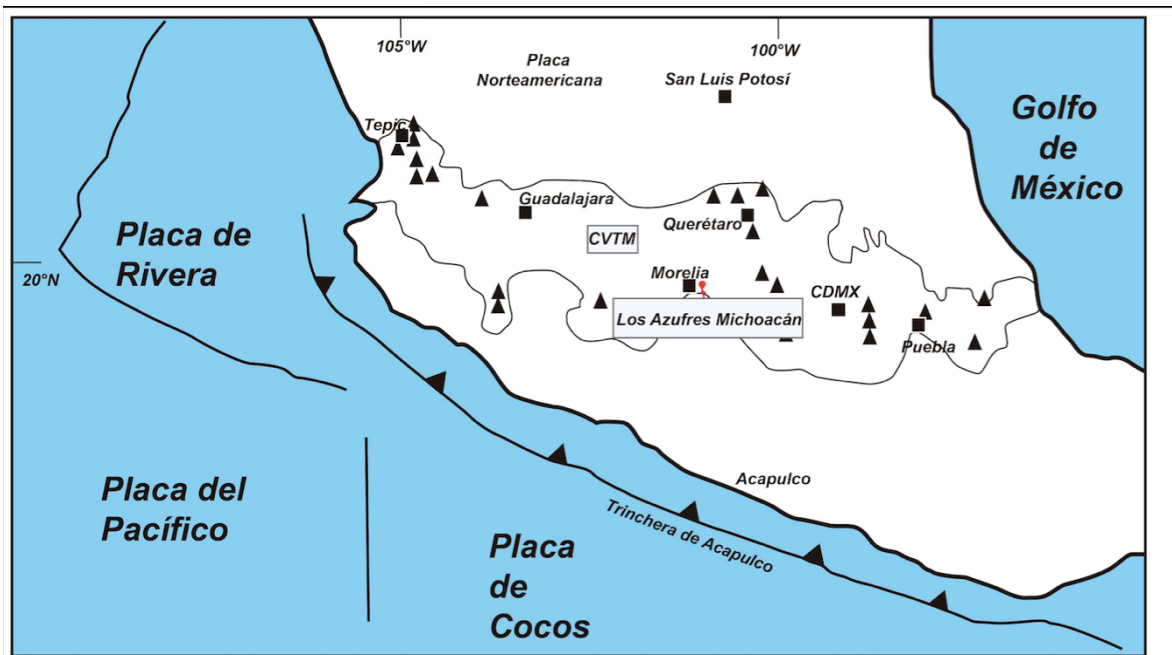 105°W
100°W
Placa
Norteamericana
San Luis Potosí
Golfo
de
México
Tepic
Guadalajara
Querétaro
Placa de
Rivera
CVTM
20°N
Morelia
CDMX
Los Azufres Michoacán
Puebla
Acapulco
Placa del
Pacífico
Trinchera de Acapulco
Placa
de
Cocos